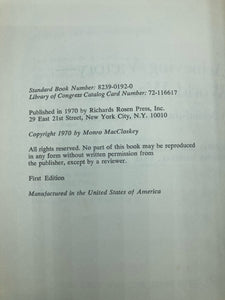 Standard Book Number: 8239-0192-0
Library of Congress Catalog Card Number: 72-116617
Published in 1970 by Richards Rosen Press, Inc.
29 East 21st Street, New York City, N.Y. 10010
Copyright 1970 by Monro MacCloskey
All rights reserved. No part of this book may be reproduced
in any form without written permission from
the publisher, except by a reviewer.
First Edition
Manufactured in the United States of America